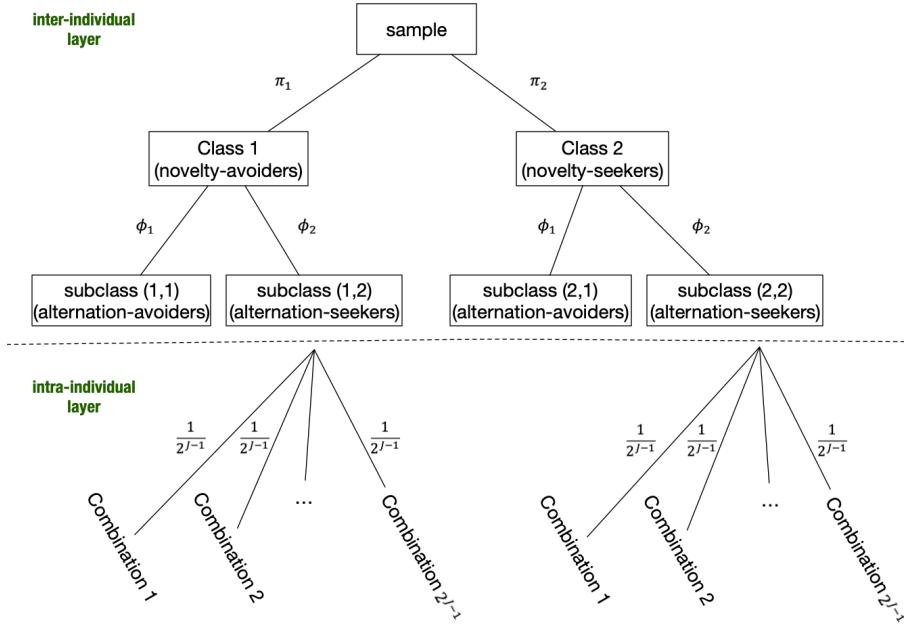 inter-individual
layer
sample
π₁
π₂
Class 1
(novelty-avoiders)
Class 2
(novelty-seekers)
ϕ₁
ϕ₂
ϕ₁
ϕ₂
subclass (1,1)
(alternation-avoiders)
subclass (1,2)
(alternation-seekers)
subclass (2,1)
(alternation-avoiders)
subclass (2,2)
(alternation-seekers)
intra-individual
layer
1/2^{J-1}
1/2^{J-1}
1/2^{J-1}
1/2^{J-1}
1/2^{J-1}
1/2^{J-1}
Combination 1
Combination 2
...
Combination 2^{J-1}
Combination 1
Combination 2
...
Combination 2^{J-1}